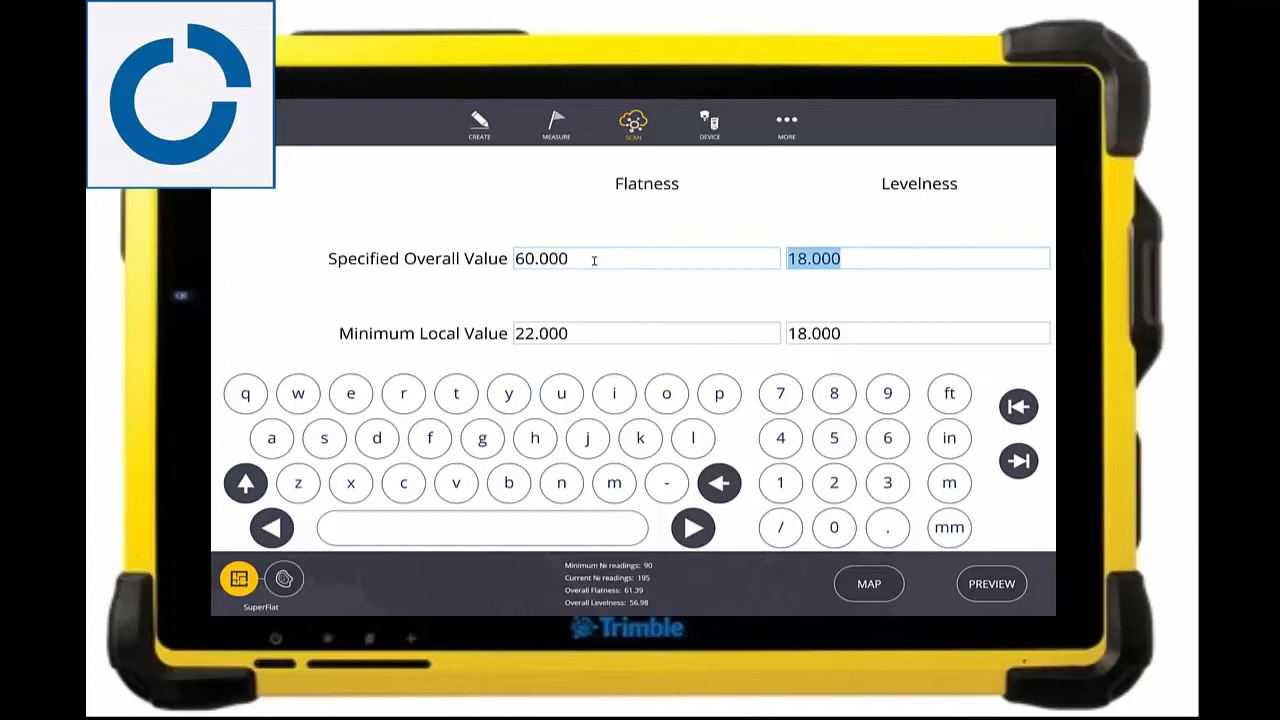 CREATE MEASURE SCAN DEVICE MORE
Flatness Levelness
Specified Overall Value 60.000 18.000
Minimum Local Value 22.000 18.000
q w e r t y u i o p 7 8 9 ft
a s d f g h j k l 4 5 6 in
z x c v b n m - 1 2 3 m
/ 0 . mm
Minimum № readings: 90
Current № readings: 195
Overall Flatness: 61.39
Overall Levelness: 56.98
MAP PREVIEW
SuperFlat
Trimble